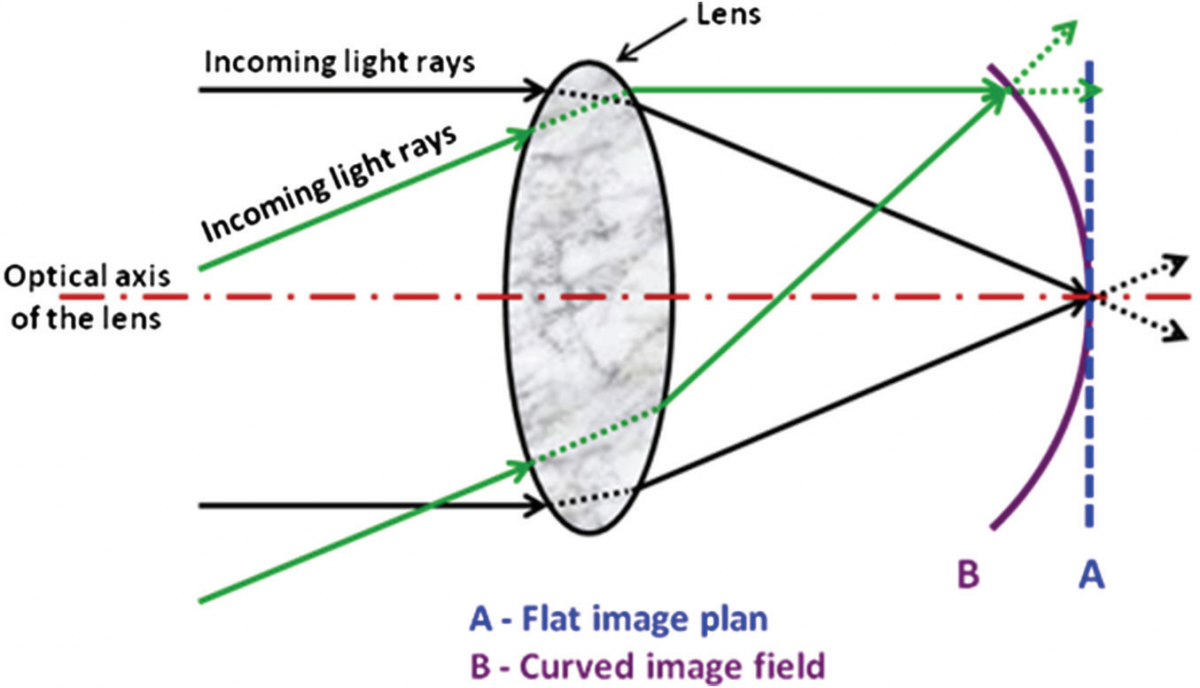 Lens
Incoming light rays
Incoming light rays
Optical axis
of the lens
B
A
A - Flat image plan
B - Curved image field